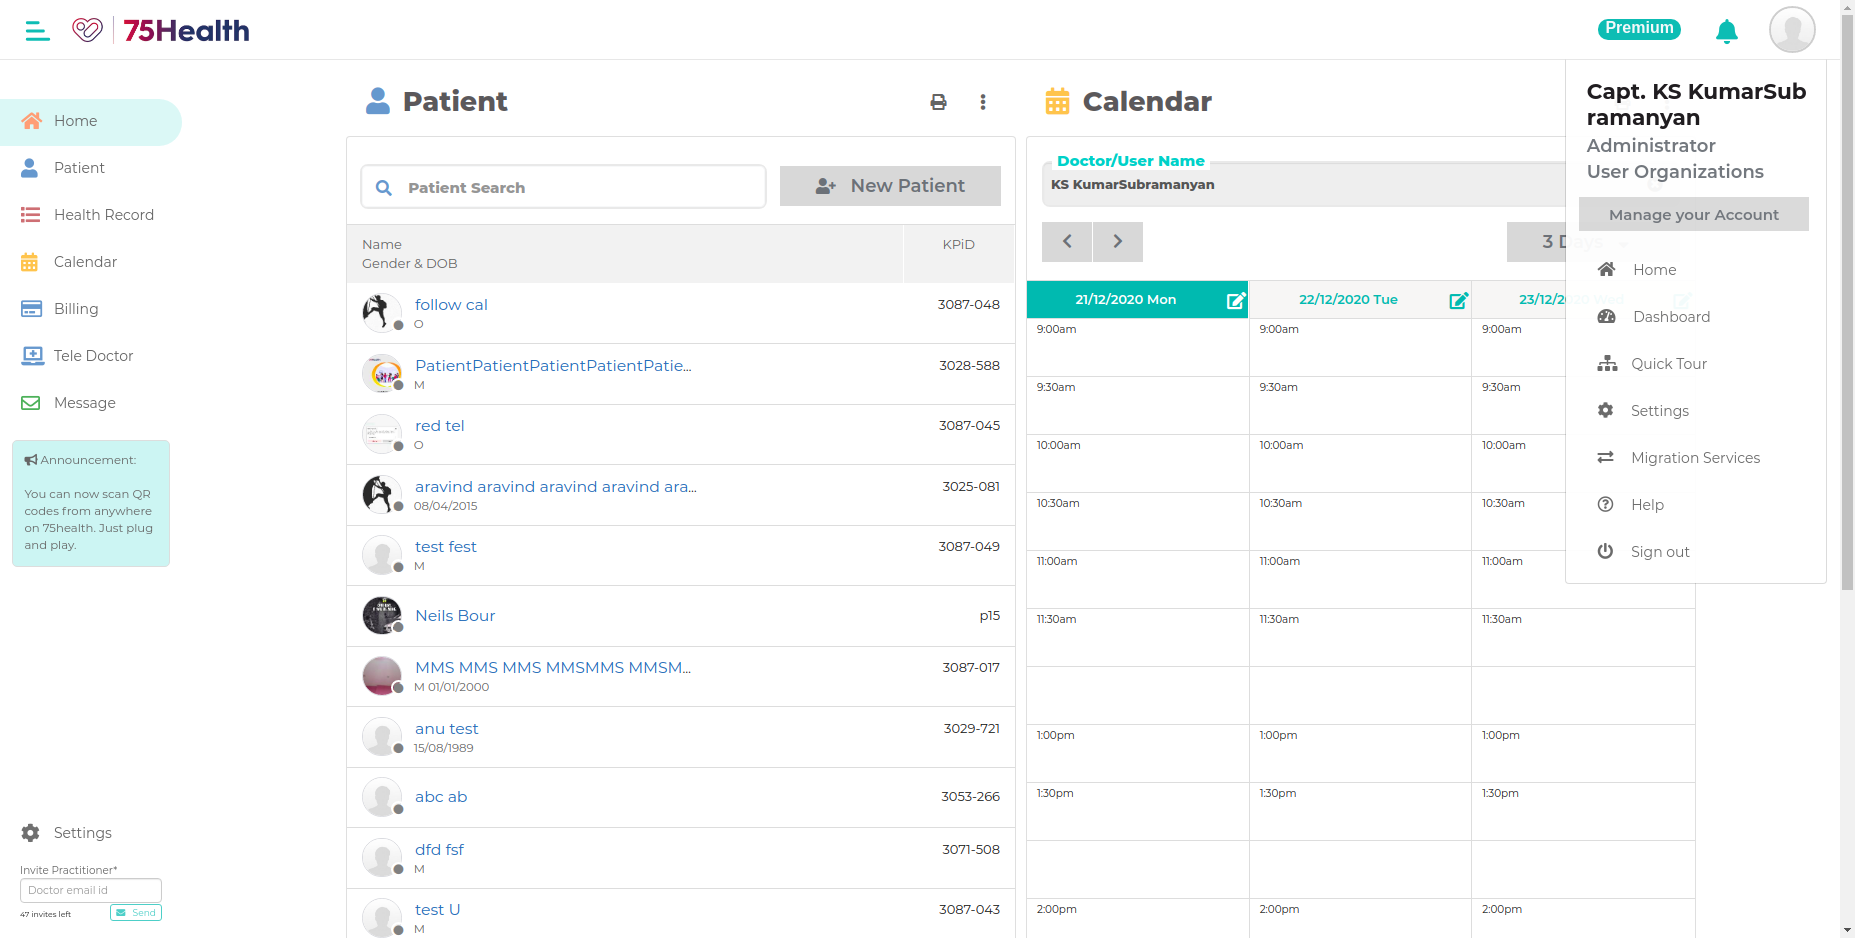 75Health
Premium
Home
Patient
Health Record
Calendar
Billing
Tele Doctor
Message
Announcement:
You can now scan QR
codes from anywhere
on 75health. Just plug
and play.
Settings
Invite Practitioner*
Doctor email id
47 invites left
Send
Patient
Patient Search
New Patient
Name
Gender & DOB
KPiD
follow cal
O
3087-048
PatientPatientPatientPatientPatie...
M
3028-588
red tel
O
3087-045
aravind aravind aravind aravind ara...
08/04/2015
3025-081
test fest
M
3087-049
Neils Bour
p15
MMS MMS MMS MMSMMS MMSM...
M 01/01/2000
3087-017
anu test
15/08/1989
3029-721
abc ab
3053-266
dfd fsf
M
3071-508
test U
M
3087-043
Calendar
Doctor/User Name
KS KumarSubramanyan
3 Days
21/12/2020 Mon
22/12/2020 Tue
23/12/2020 Wed
9:00am 9:00am 9:00am
9:30am 9:30am 9:30am
10:00am 10:00am 10:00am
10:30am 10:30am 10:30am
11:00am 11:00am 11:00am
11:30am 11:30am 11:30am
1:00pm 1:00pm 1:00pm
1:30pm 1:30pm 1:30pm
2:00pm 2:00pm 2:00pm
Capt. KS KumarSub
ramanyan
Administrator
User Organizations
Manage your Account
Home
Dashboard
Quick Tour
Settings
Migration Services
Help
Sign out